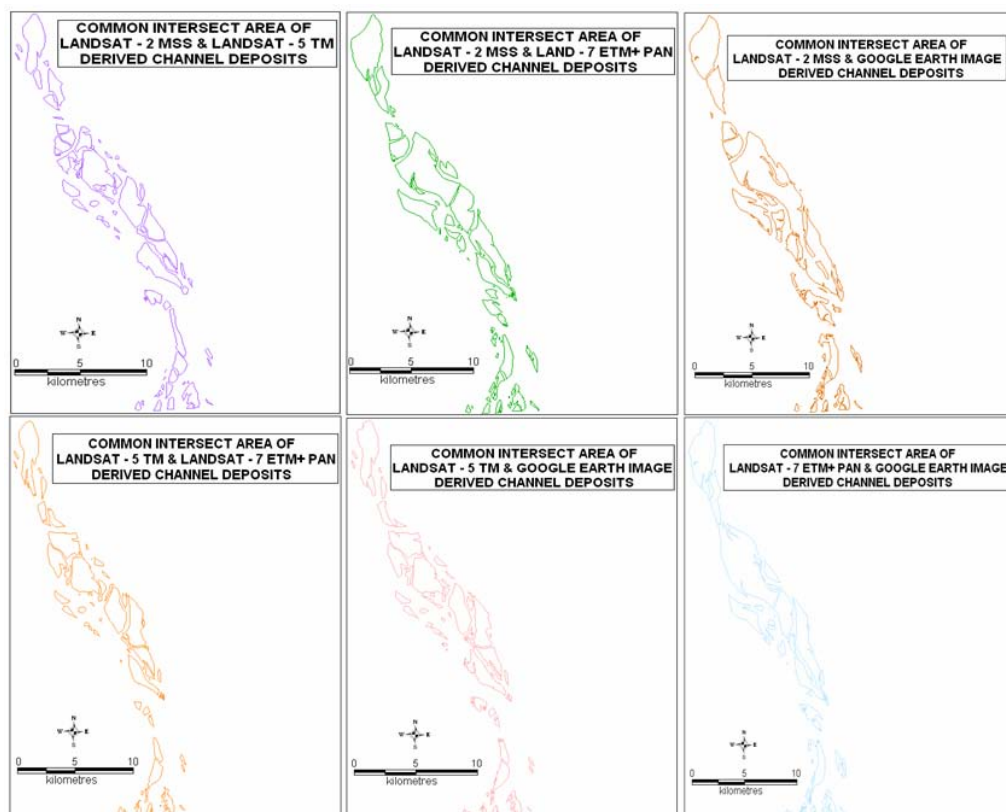 COMMON INTERSECT AREA OF
LANDSAT - 2 MSS & LANDSAT - 5 TM
DERIVED CHANNEL DEPOSITS
N
W E
S
0 5 10
kilometres
COMMON INTERSECT AREA OF
LANDSAT - 2 MSS & LAND - 7 ETM+ PAN
DERIVED CHANNEL DEPOSITS
N
W E
S
0 5 10
kilometres
COMMON INTERSECT AREA OF
LANDSAT - 2 MSS & GOOGLE EARTH IMAGE
DERIVED CHANNEL DEPOSITS
N
W E
S
0 5 10
kilometres
COMMON INTERSECT AREA OF
LANDSAT - 5 TM & LANDSAT - 7 ETM+ PAN
DERIVED CHANNEL DEPOSITS
N
W E
S
0 5 10
kilometres
COMMON INTERSECT AREA OF
LANDSAT - 5 TM & GOOGLE EARTH IMAGE
DERIVED CHANNEL DEPOSITS
N
W E
S
0 5 10
kilometres
COMMON INTERSECT AREA OF
LANDSAT - 7 ETM+ PAN & GOOGLE EARTH IMAGE
DERIVED CHANNEL DEPOSITS
N
W E
S
0 5 10
kilometres